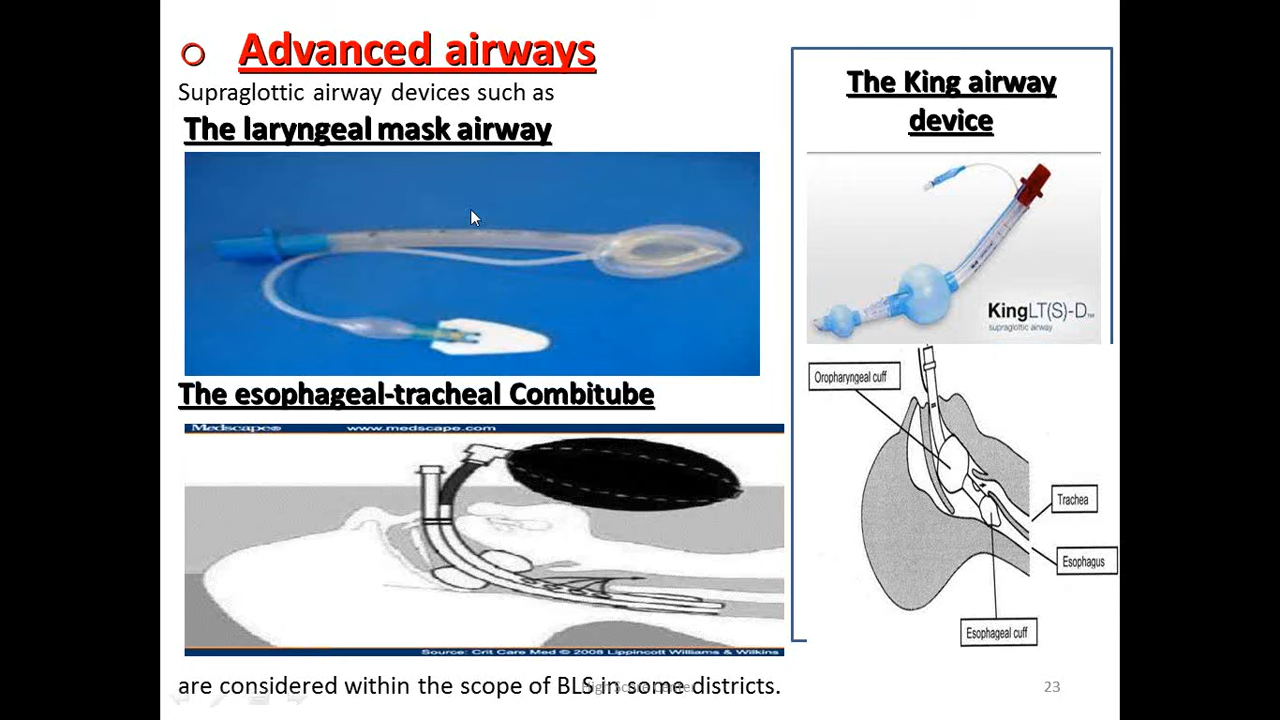 Advanced airways
Supraglottic airway devices such as
The laryngeal mask airway
The esophageal-tracheal Combitube
Medscape® www.medscape.com
Source: Crit Care Med © 2008 Lippincott Williams & Wilkins
are considered within the scope of BLS in some districts.
The King airway
device
KingLT(S)-D™
supraglottic airway
Oropharyngeal cuff
Trachea
Esophagus
Esophageal cuff
23